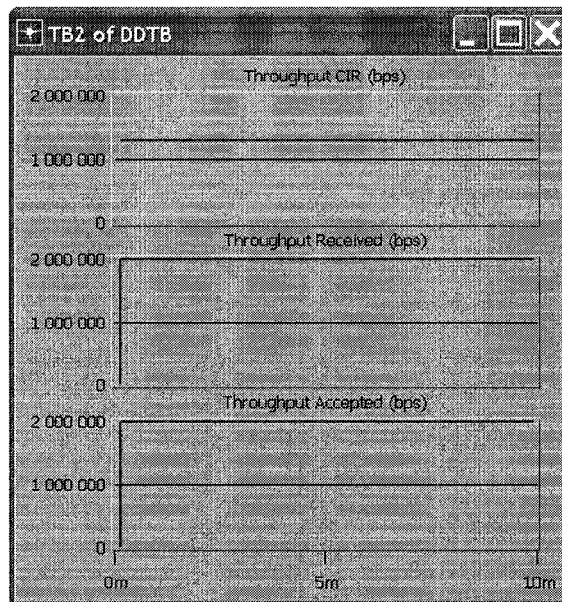 TB2 of DDTB
Throughput CIR (bps)
2 000 000
1 000 000
0
Throughput Received (bps)
2 000 000
1 000 000
0
Throughput Accepted (bps)
2 000 000
1 000 000
0
0m 5m 10m